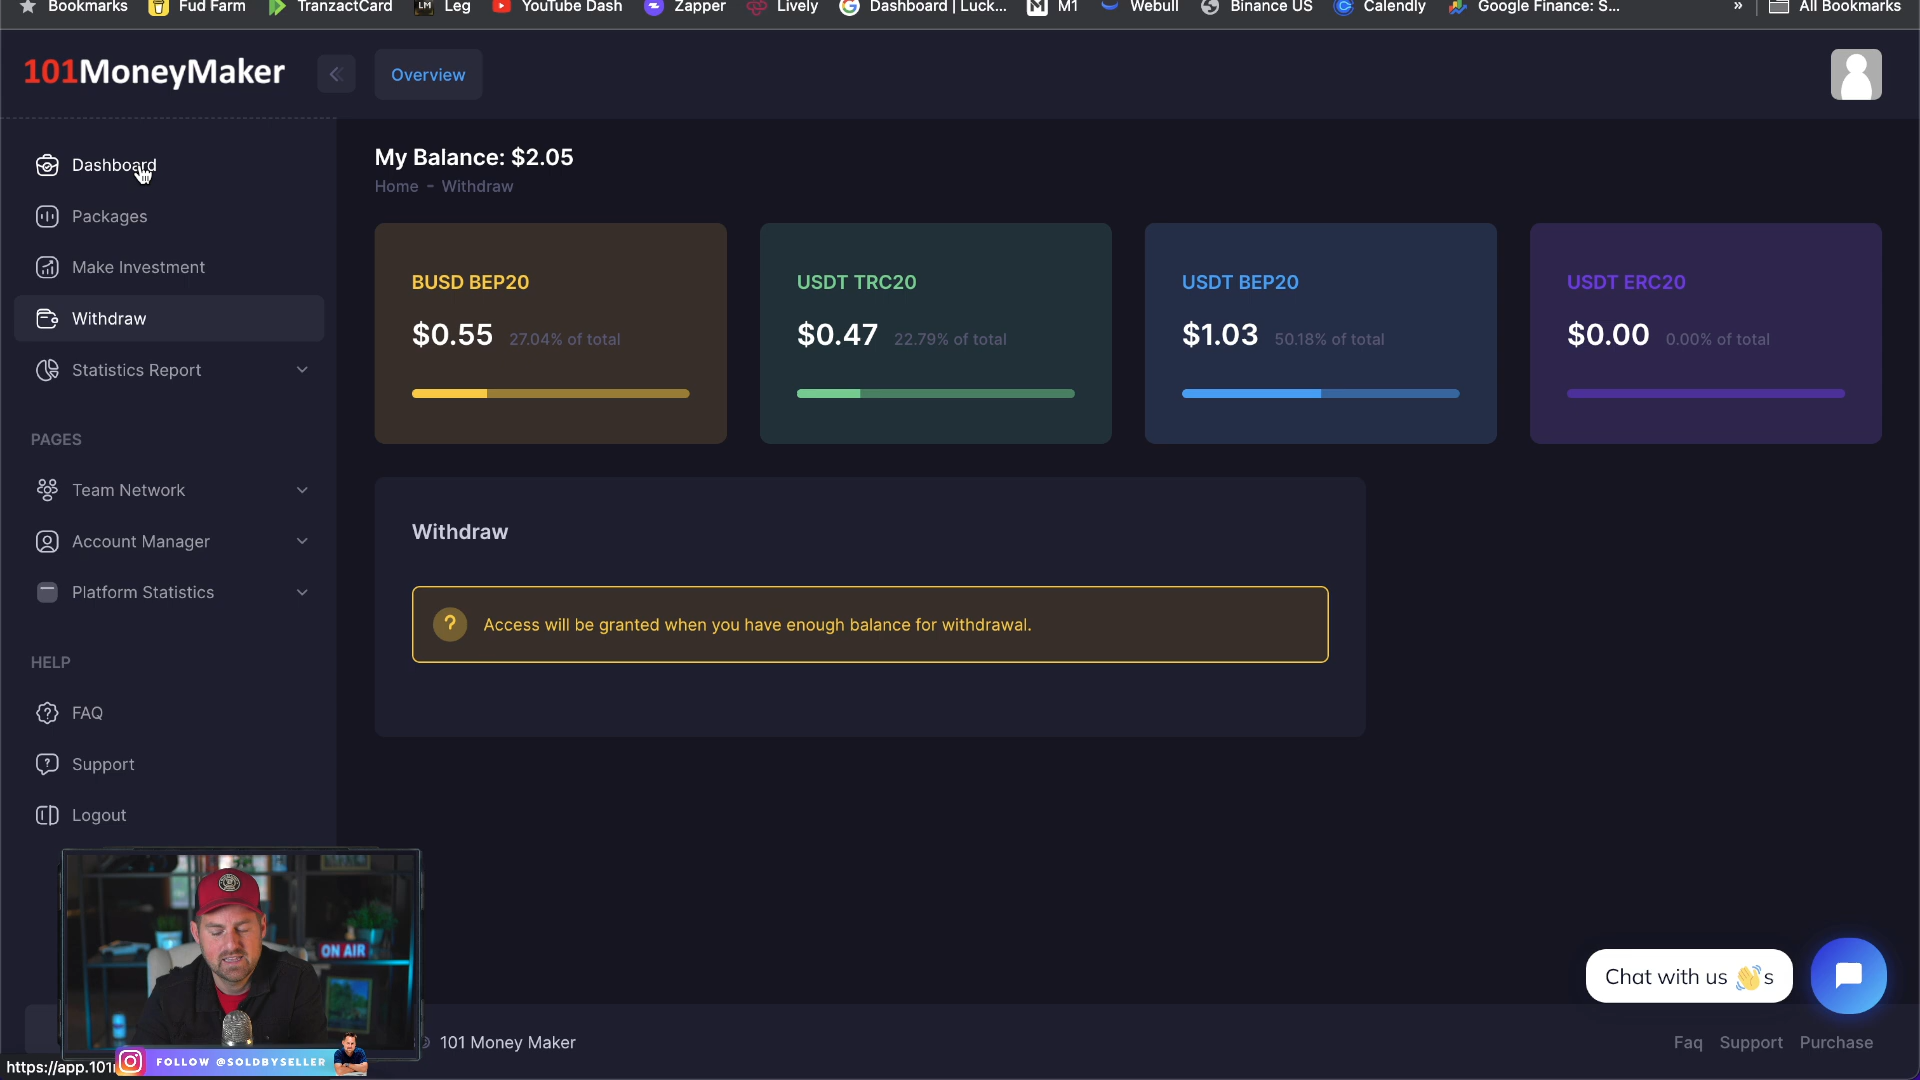 Bookmarks Fud Farm TranzactCard LM Leg YouTube Dash Zapper Lively Dashboard | Luck... M1 Webull Binance US Calendly Google Finance: S... » All Bookmarks
101MoneyMaker
Overview
Dashboard
Packages
Make Investment
Withdraw
Statistics Report
PAGES
Team Network
Account Manager
Platform Statistics
HELP
FAQ
Support
Logout
My Balance: $2.05
Home - Withdraw
BUSD BEP20
$0.55 27.04% of total
USDT TRC20
$0.47 22.79% of total
USDT BEP20
$1.03 50.18% of total
USDT ERC20
$0.00 0.00% of total
Withdraw
Access will be granted when you have enough balance for withdrawal.
Chat with us 👋s
ON AIR
101 Money Maker
Faq Support Purchase
FOLLOW @SOLDBYSELLER
https://app.101